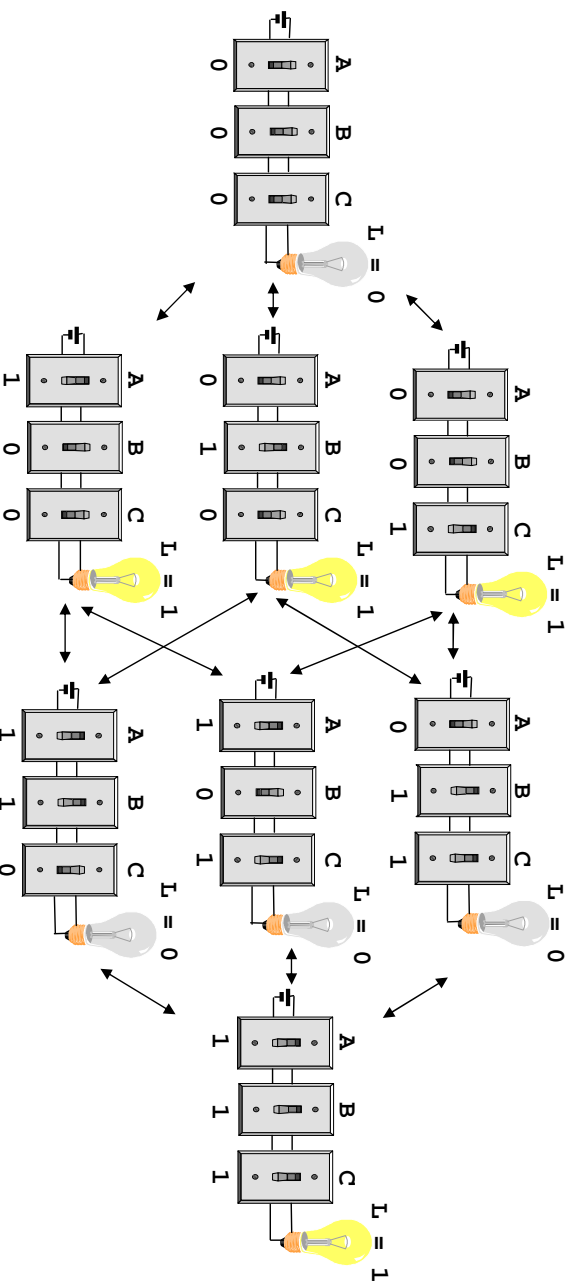 A B C
L = 0
0 0 0
A B C
L = 1
0 0 1
A B C
L = 1
0 1 0
A B C
L = 1
1 0 0
A B C
L = 0
0 1 1
A B C
L = 0
1 0 1
A B C
L = 0
1 1 0
A B C
L = 1
1 1 1